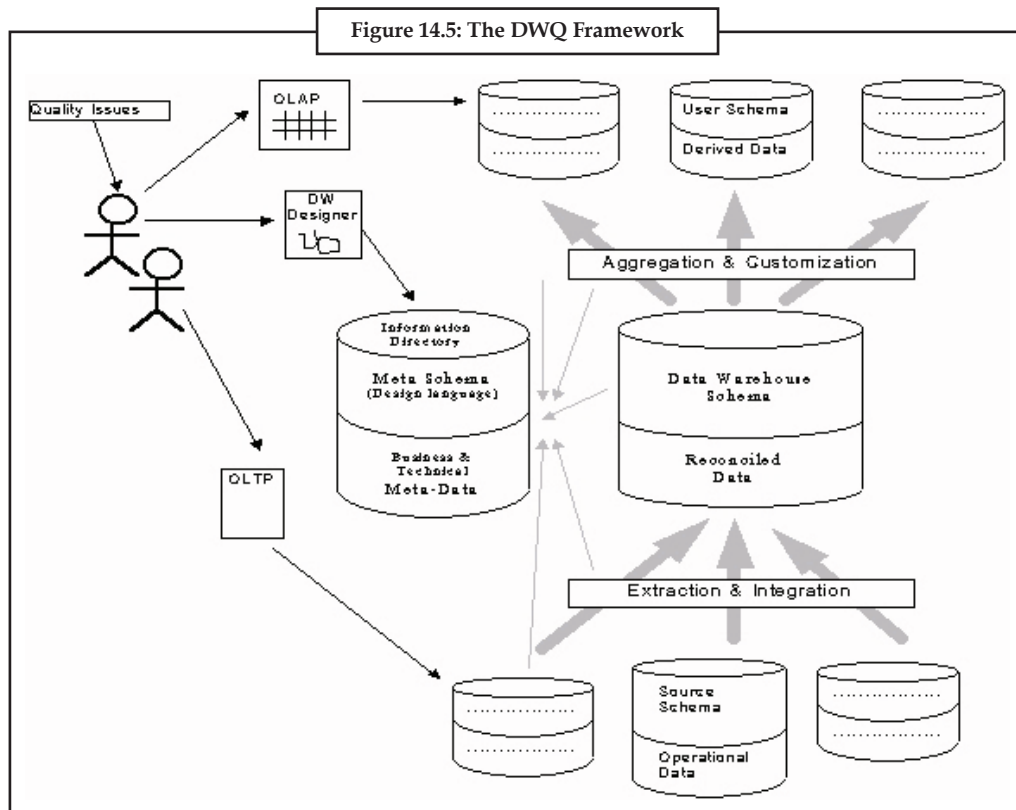 Figure 14.5: The DWQ Framework
Quality Issues
OLAP
User Schema
Derived Data
DW
Designer
Aggregation & Customization
Information
Directory
Meta Schema
(Design language)
Business &
Technical
Meta-Data
Data Warehouse
Schema
Reconciled
Data
OLTP
Extraction & Integration
Source
Schema
Operational
Data